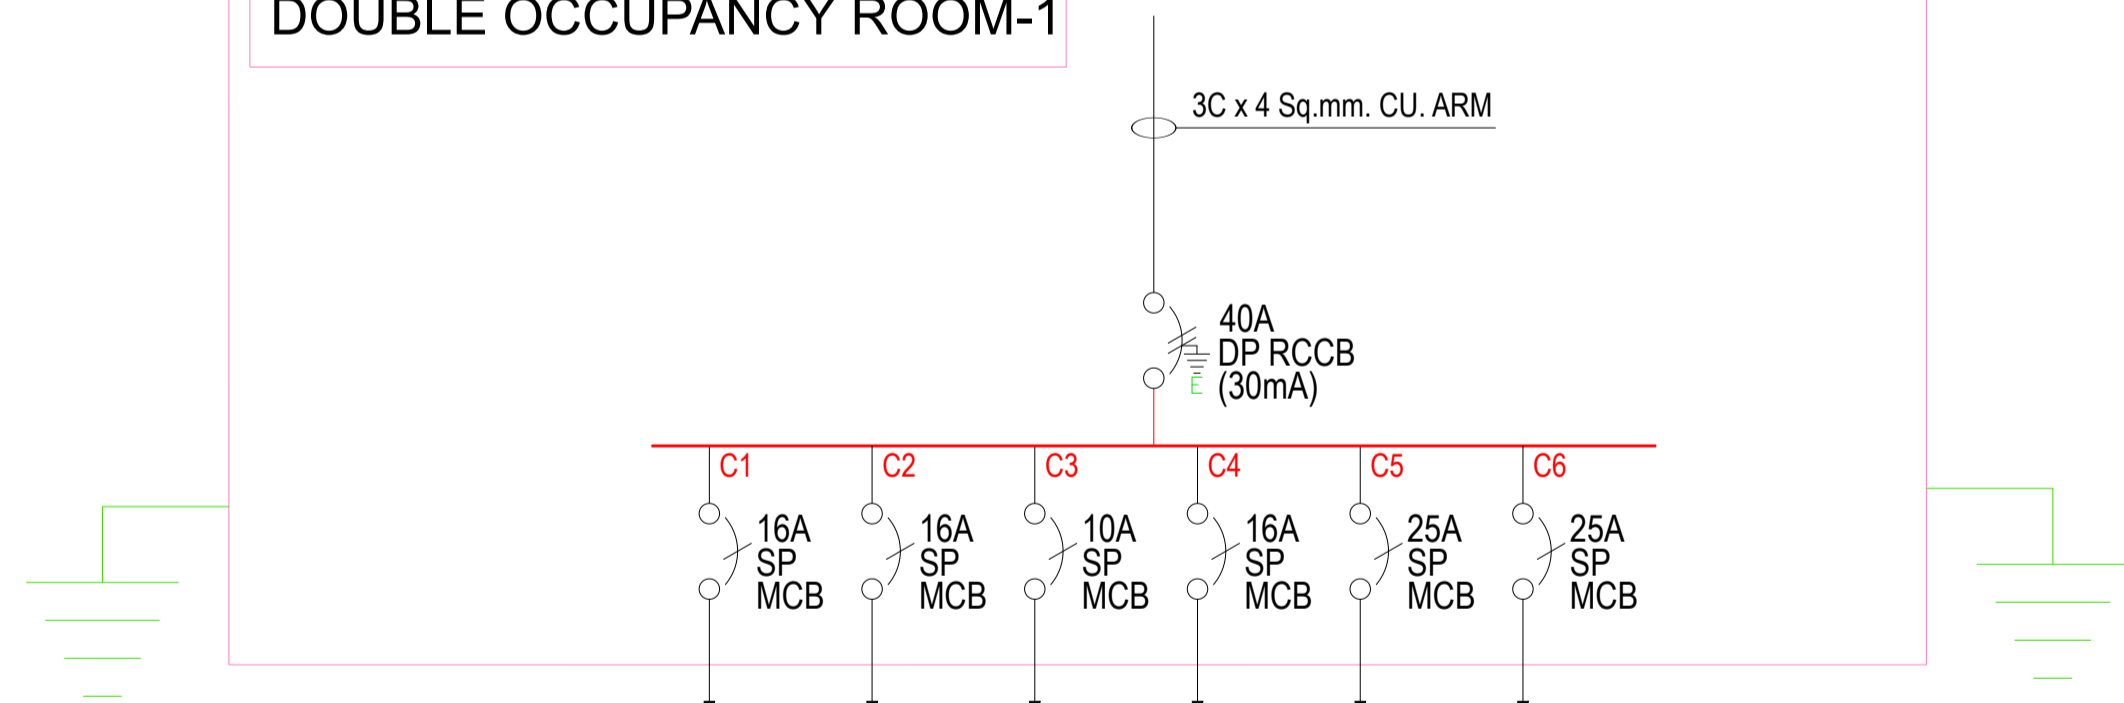 DOUBLE OCCUPANCY ROOM-1
3C x 4 Sq.mm. CU. ARM
40A
DP RCCB
(30mA)
E
C1
C2
C3
C4
C5
C6
16A
SP
MCB
16A
SP
MCB
10A
SP
MCB
16A
SP
MCB
25A
SP
MCB
25A
SP
MCB